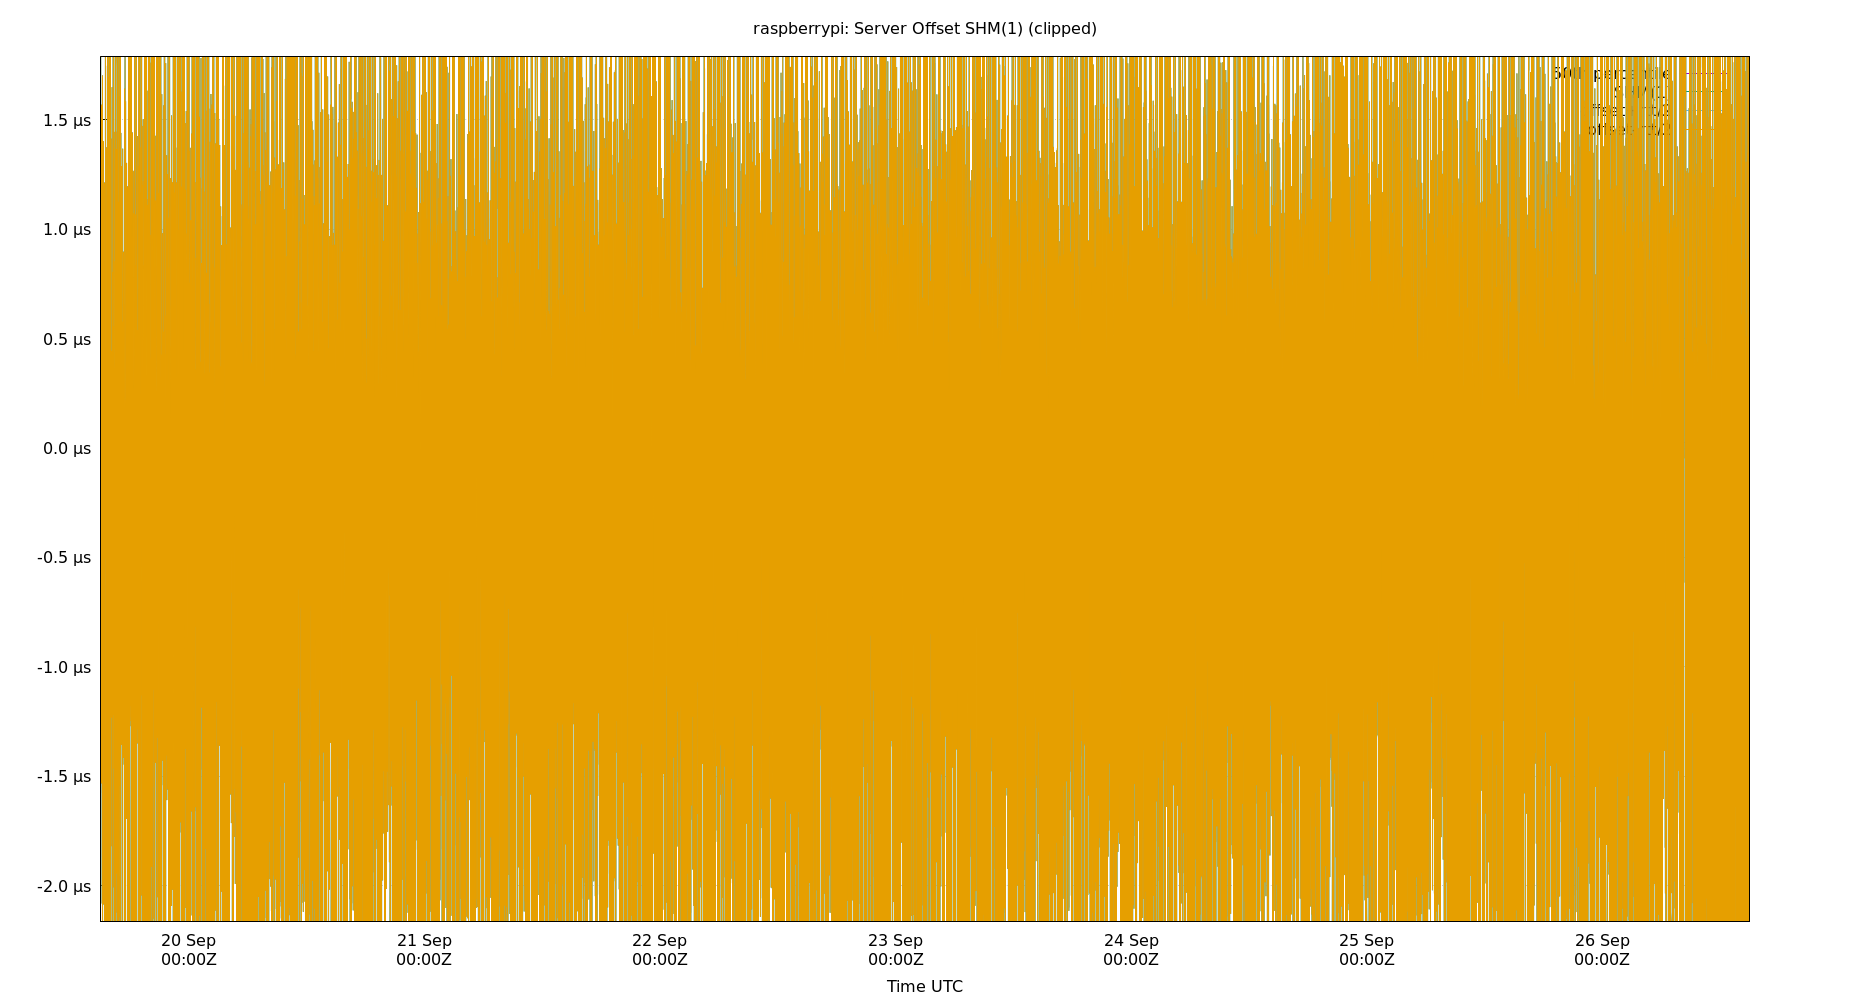 raspberrypi: Server Offset SHM(1) (clipped)
1.5 µs
1.0 µs
0.5 µs
0.0 µs
-0.5 µs
-1.0 µs
-1.5 µs
-2.0 µs
20 Sep
00:00Z
21 Sep
00:00Z
22 Sep
00:00Z
23 Sep
00:00Z
24 Sep
00:00Z
25 Sep
00:00Z
26 Sep
00:00Z
Time UTC